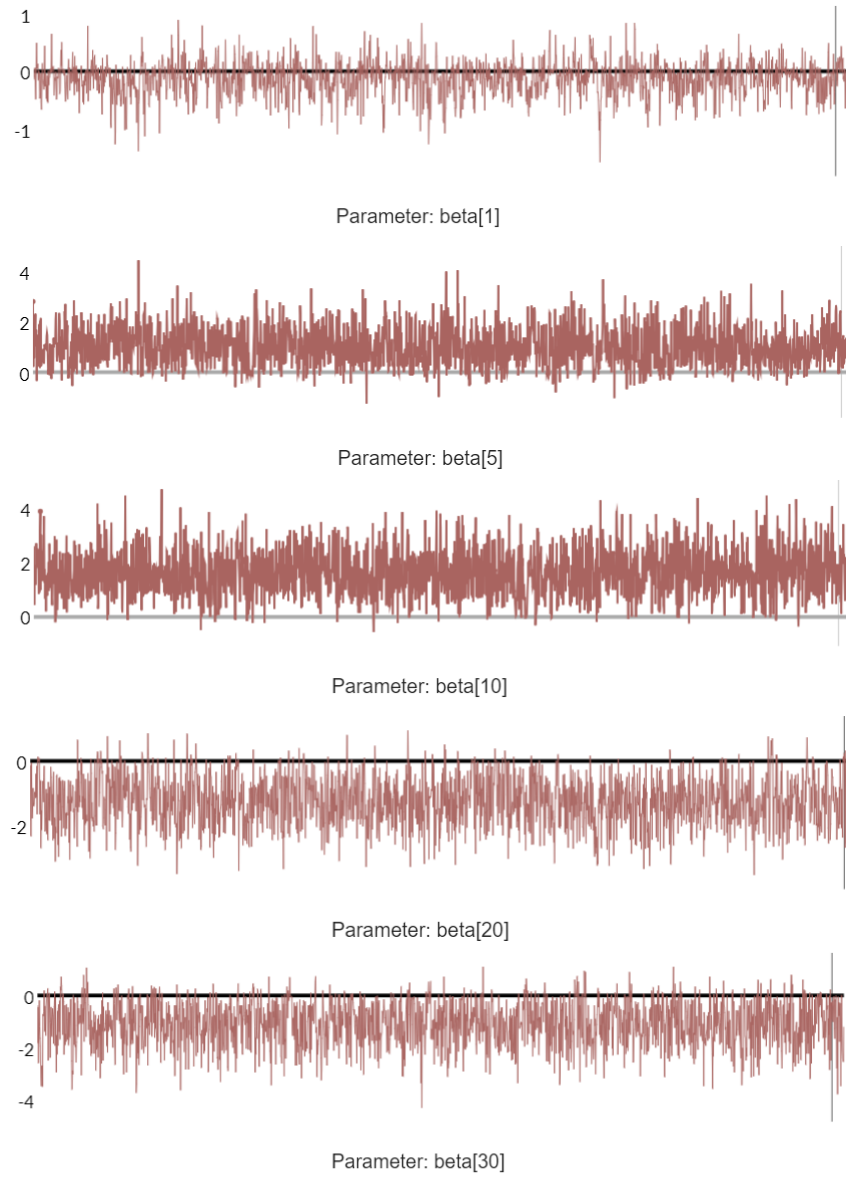 1
0
-1
Parameter: beta[1]
4
2
0
Parameter: beta[5]
4
2
0
Parameter: beta[10]
0
-2
Parameter: beta[20]
0
-2
-4
Parameter: beta[30]